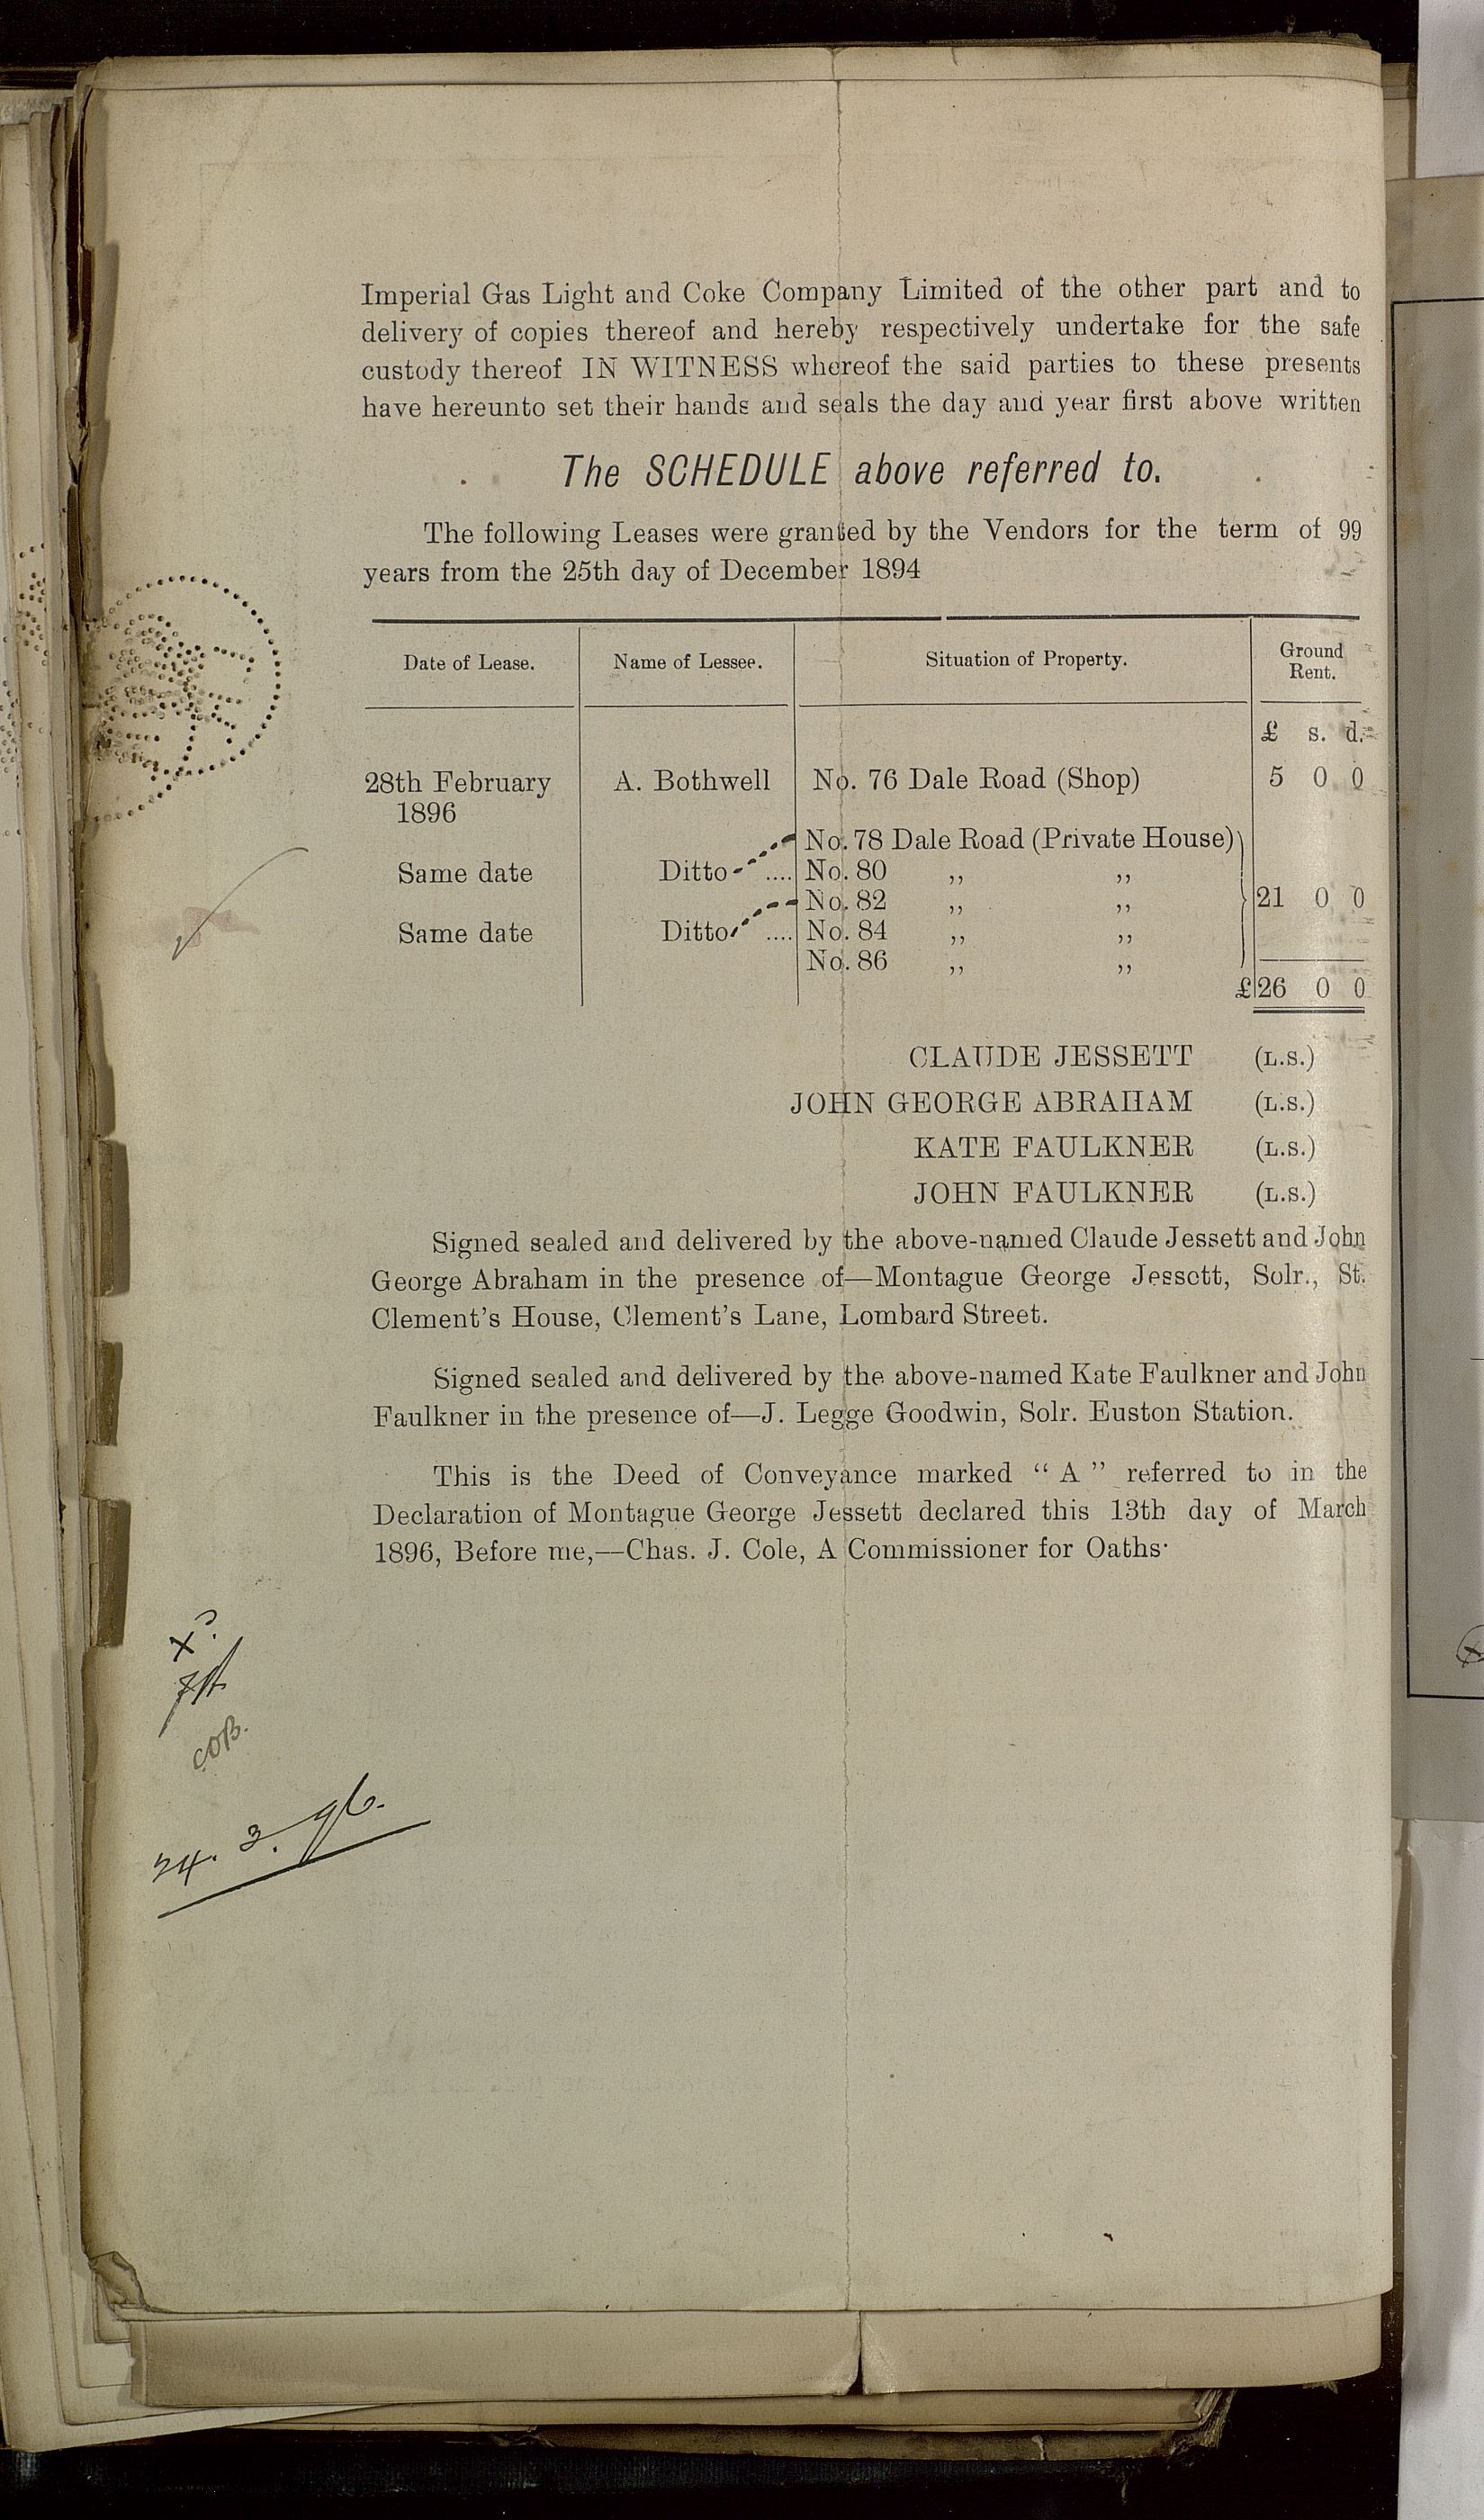 Imperial Gas Light and Coke Company Limited of the other part and to
delivery of copies thereof and hereby respectively undertake for the safe
custody thereof IN WITNESS whereof the said parties to these presents
have hereunto set their hands and seals the day and year first above written
The SCHEDULE above referred to.
The following Leases were granted by the Vendors for the term of 99
years from the 25th day of December 1894
Date of Lease. Name of Lessee. Situation of Property. Ground
Rent.
£ s. d.
28th February A. Bothwell No. 76 Dale Road (Shop) 5 0 0
1896
No. 78 Dale Road (Private House)
Same date Ditto .... No. 80 ,, ,,
No. 82 ,, ,, 21 0 0
Same date Ditto .... No. 84 ,, ,,
No. 86 ,, ,,
£26 0 0
CLAUDE JESSETT (L.S.)
JOHN GEORGE ABRAHAM (L.S.)
KATE FAULKNER (L.S.)
JOHN FAULKNER (L.S.)
Signed sealed and delivered by the above-named Claude Jessett and John
George Abraham in the presence of—Montague George Jessett, Solr., St.
Clement's House, Clement's Lane, Lombard Street.
Signed sealed and delivered by the above-named Kate Faulkner and John
Faulkner in the presence of—J. Legge Goodwin, Solr. Euston Station.
This is the Deed of Conveyance marked “ A ” referred to in the
Declaration of Montague George Jessett declared this 13th day of March
1896, Before me,—Chas. J. Cole, A Commissioner for Oaths·
24. 3. 96.